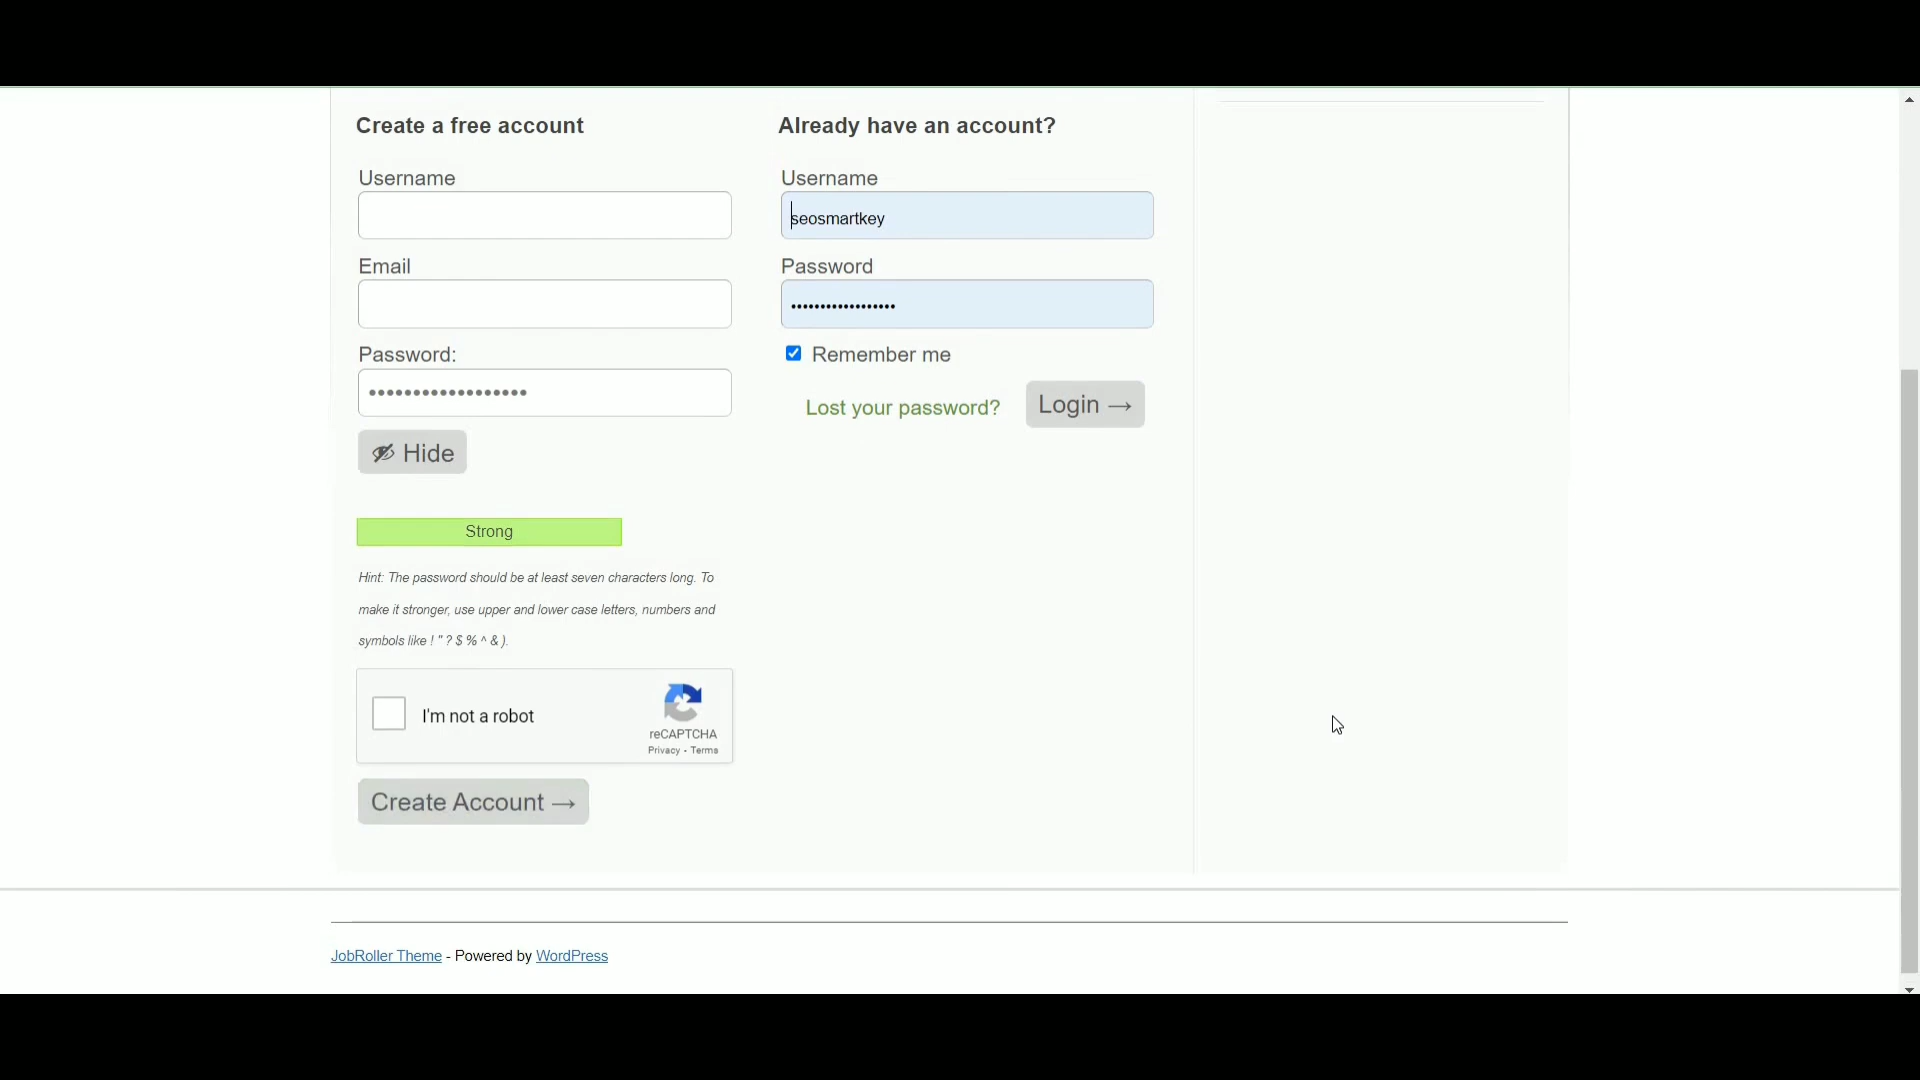 Create a free account
Username
Email
Password:
••••••••••••••••••
Hide
Strong
Hint: The password should be at least seven characters long. To
make it stronger, use upper and lower case letters, numbers and
symbols like ! " ? $ % ^ & ).
I'm not a robot
reCAPTCHA
Privacy - Terms
Create Account →
Already have an account?
Username
seosmartkey
Password
••••••••••••••••••
Remember me
Lost your password?
Login →
JobRoller Theme - Powered by WordPress